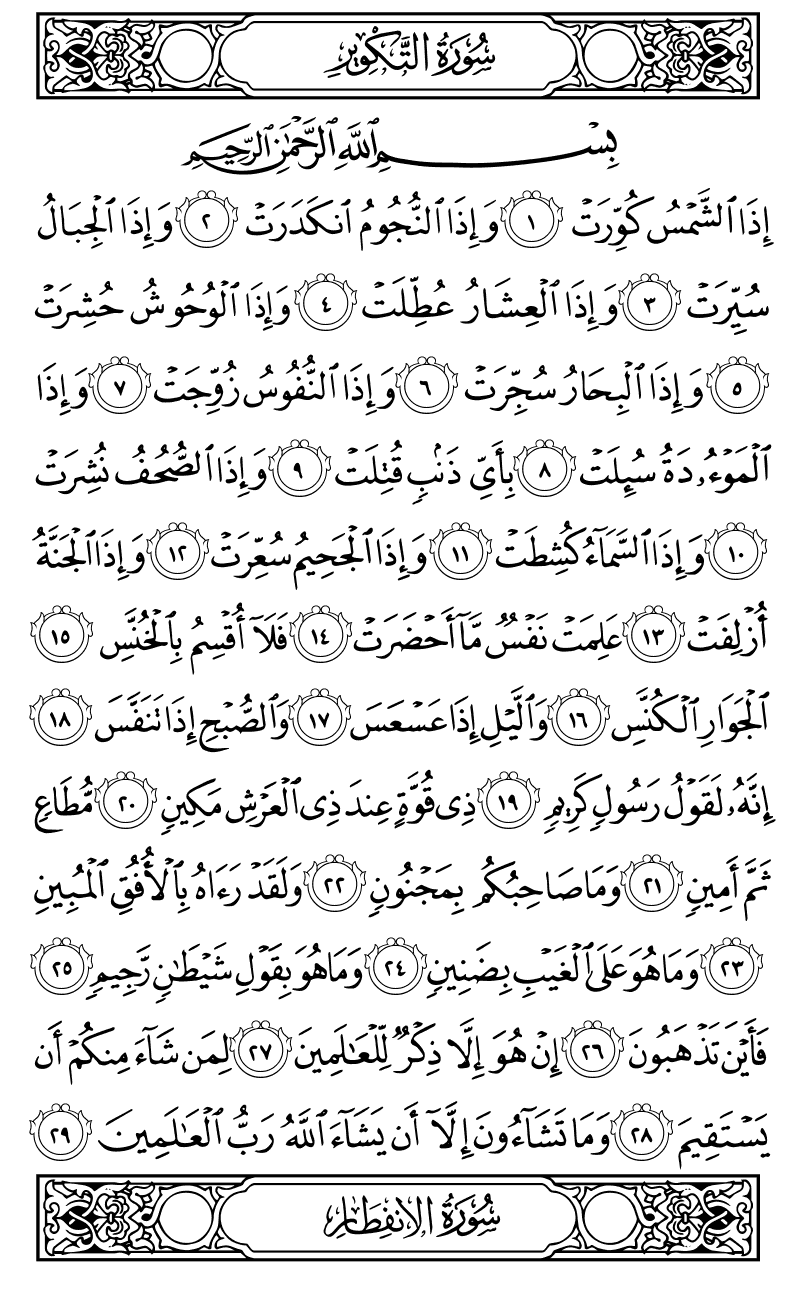 سُورَةُ التَّكْوِيرِ
بِسْمِ ٱللَّهِ ٱلرَّحْمَٰنِ ٱلرَّحِيمِ
إِذَا ٱلشَّمْسُ كُوِّرَتْ ١ وَإِذَا ٱلنُّجُومُ ٱنكَدَرَتْ ٢ وَإِذَا ٱلْجِبَالُ
سُيِّرَتْ ٣ وَإِذَا ٱلْعِشَارُ عُطِّلَتْ ٤ وَإِذَا ٱلْوُحُوشُ حُشِرَتْ
٥ وَإِذَا ٱلْبِحَارُ سُجِّرَتْ ٦ وَإِذَا ٱلنُّفُوسُ زُوِّجَتْ ٧ وَإِذَا
ٱلْمَوْءُۥدَةُ سُئِلَتْ ٨ بِأَىِّ ذَنۢبٍ قُتِلَتْ ٩ وَإِذَا ٱلصُّحُفُ نُشِرَتْ
١٠ وَإِذَا ٱلسَّمَآءُ كُشِطَتْ ١١ وَإِذَا ٱلْجَحِيمُ سُعِّرَتْ ١٢ وَإِذَا ٱلْجَنَّةُ
أُزْلِفَتْ ١٣ عَلِمَتْ نَفْسٌ مَّآ أَحْضَرَتْ ١٤ فَلَآ أُقْسِمُ بِٱلْخُنَّسِ ١٥
ٱلْجَوَارِ ٱلْكُنَّسِ ١٦ وَٱلَّيْلِ إِذَا عَسْعَسَ ١٧ وَٱلصُّبْحِ إِذَا تَنَفَّسَ ١٨
إِنَّهُۥ لَقَوْلُ رَسُولٍ كَرِيمٍ ١٩ ذِى قُوَّةٍ عِندَ ذِى ٱلْعَرْشِ مَكِينٍ ٢٠ مُّطَاعٍ
ثَمَّ أَمِينٍ ٢١ وَمَا صَاحِبُكُم بِمَجْنُونٍ ٢٢ وَلَقَدْ رَءَاهُ بِٱلْأُفُقِ ٱلْمُبِينِ
٢٣ وَمَا هُوَ عَلَى ٱلْغَيْبِ بِضَنِينٍ ٢٤ وَمَا هُوَ بِقَوْلِ شَيْطَٰنٍ رَّجِيمٍ ٢٥
فَأَيْنَ تَذْهَبُونَ ٢٦ إِنْ هُوَ إِلَّا ذِكْرٌ لِّلْعَٰلَمِينَ ٢٧ لِمَن شَآءَ مِنكُمْ أَن
يَسْتَقِيمَ ٢٨ وَمَا تَشَآءُونَ إِلَّآ أَن يَشَآءَ ٱللَّهُ رَبُّ ٱلْعَٰلَمِينَ ٢٩
سُورَةُ الانفِطَارِ